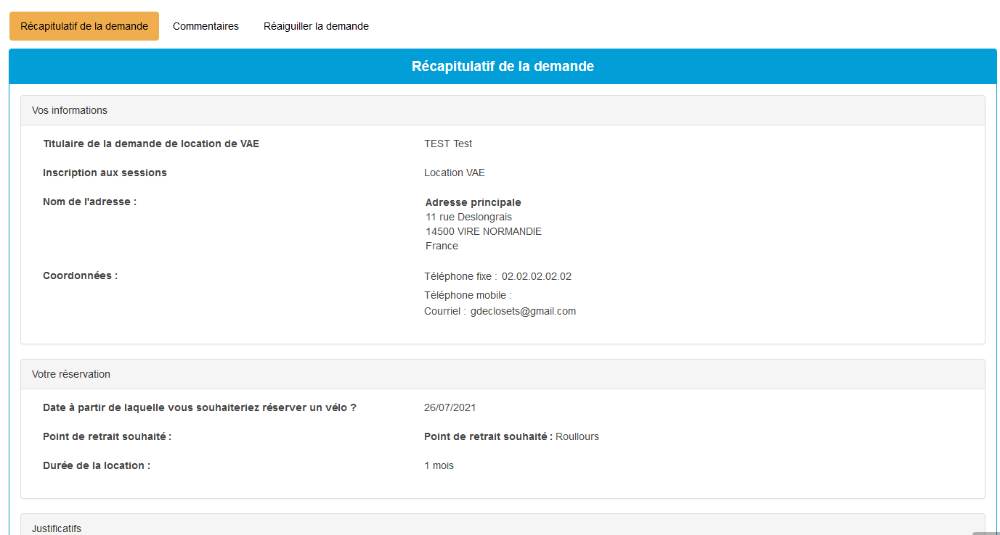 Récapitulatif de la demande
Commentaires
Réaiguiller la demande
Récapitulatif de la demande
Vos informations
Titulaire de la demande de location de VAE
TEST Test
Inscription aux sessions
Location VAE
Nom de l'adresse :
Adresse principale
11 rue Deslongrais
14500 VIRE NORMANDIE
France
Coordonnées :
Téléphone fixe : 02.02.02.02.02
Téléphone mobile :
Courriel : gdeclosets@gmail.com
Votre réservation
Date à partir de laquelle vous souhaiteriez réserver un vélo ?
26/07/2021
Point de retrait souhaité :
Point de retrait souhaité : Roullours
Durée de la location :
1 mois
Justificatifs